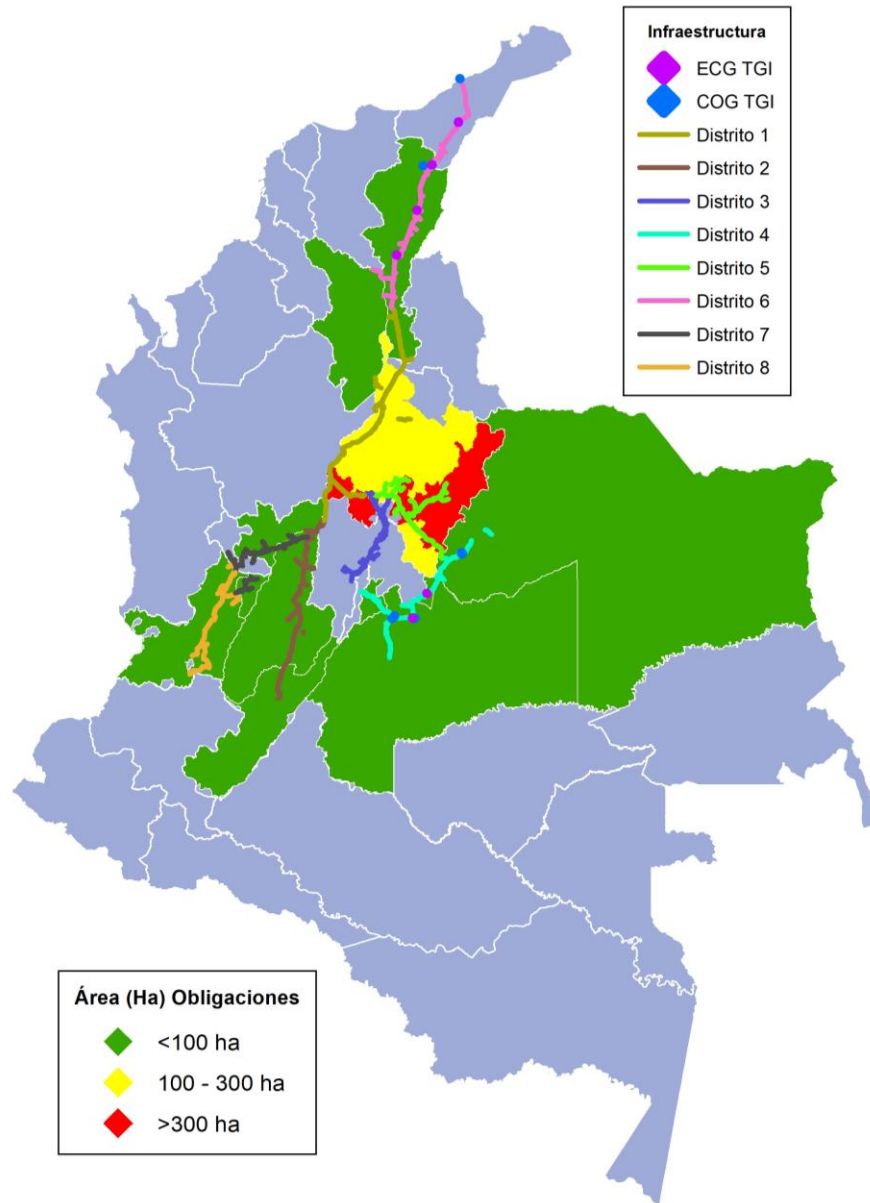 Infraestructura
ECG TGI
COG TGI
Distrito 1
Distrito 2
Distrito 3
Distrito 4
Distrito 5
Distrito 6
Distrito 7
Distrito 8
Área (Ha) Obligaciones
<100 ha
100 - 300 ha
>300 ha